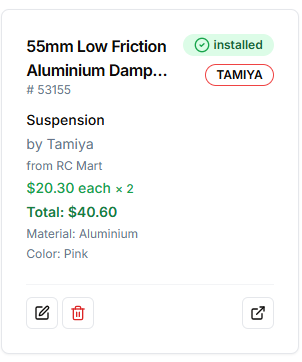 55mm Low Friction
Aluminium Damp...
installed
TAMIYA
# 53155
Suspension
by Tamiya
from RC Mart
$20.30 each × 2
Total: $40.60
Material: Aluminium
Color: Pink